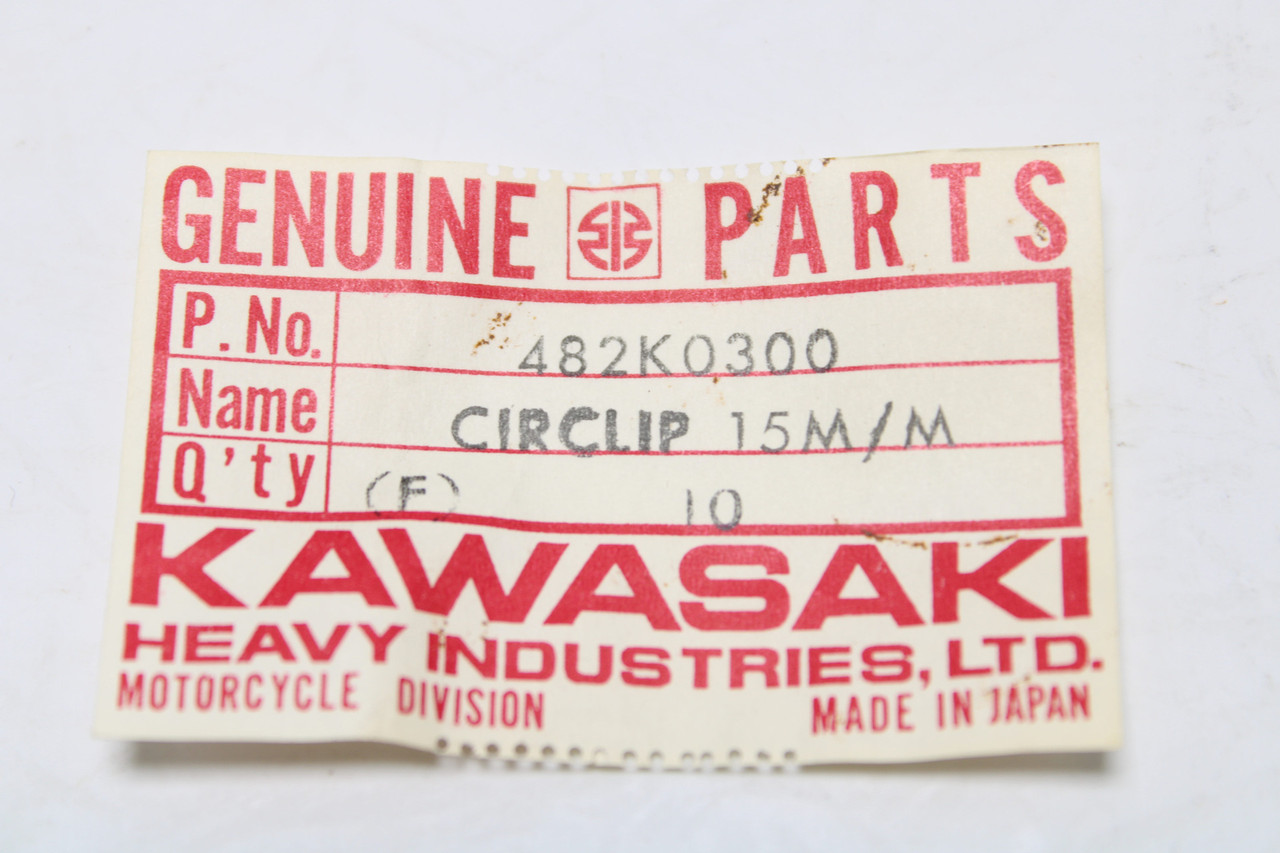 GENUINE PARTS
P. No. 482K0300
Name CIRCLIP 15M/M
Q'ty (F) 10
KAWASAKI
HEAVY INDUSTRIES, LTD.
MOTORCYCLE DIVISION MADE IN JAPAN